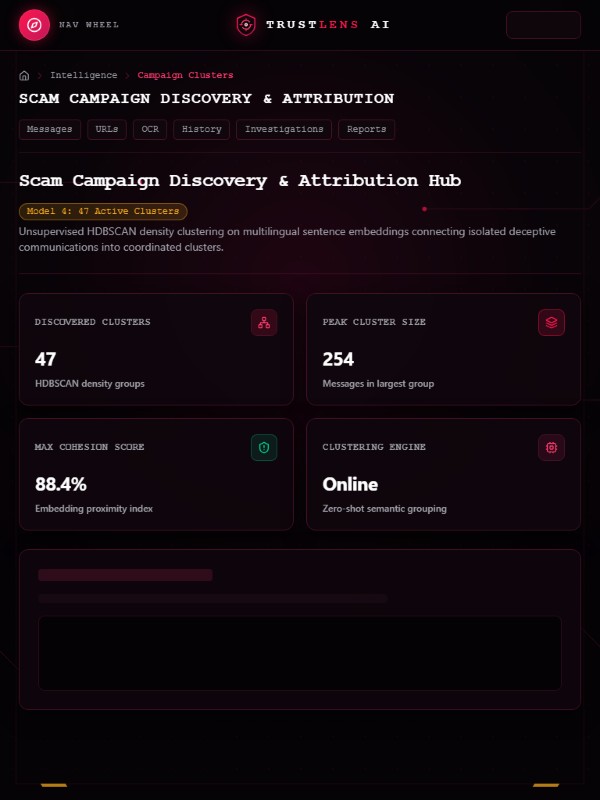 NAV WHEEL
TRUSTLENS AI
Intelligence
Campaign Clusters
SCAM CAMPAIGN DISCOVERY & ATTRIBUTION
Messages
URLs
OCR
History
Investigations
Reports
Scam Campaign Discovery & Attribution Hub
Model 4: 47 Active Clusters
Unsupervised HDBSCAN density clustering on multilingual sentence embeddings connecting isolated deceptive
communications into coordinated clusters.
DISCOVERED CLUSTERS
47
HDBSCAN density groups
PEAK CLUSTER SIZE
254
Messages in largest group
MAX COHESION SCORE
88.4%
Embedding proximity index
CLUSTERING ENGINE
Online
Zero-shot semantic grouping